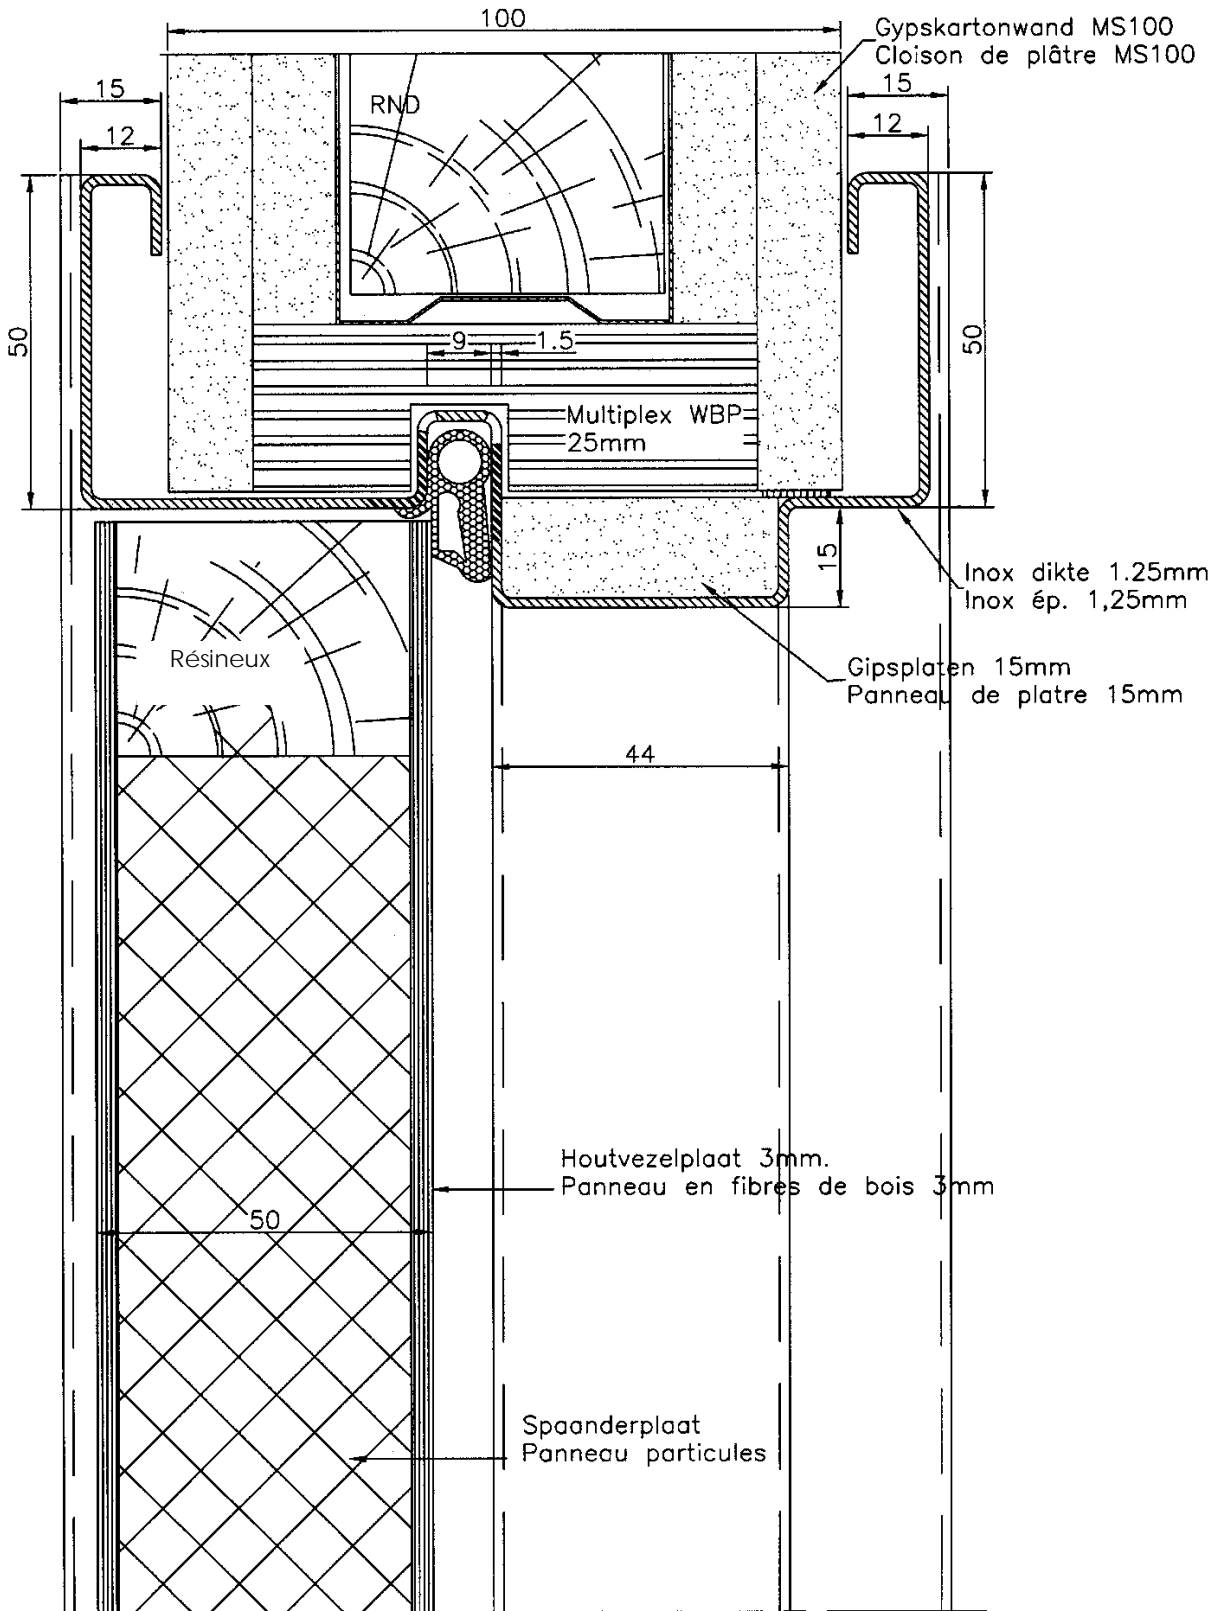 100
Gypskartonwand MS100
Cloison de plâtre MS100
15
15
RND
12
12
50
50
9
1.5
Multiplex WBP
25mm
15
Inox dikte 1.25mm
Inox ép. 1,25mm
Résineux
Gipsplaten 15mm
Panneau de platre 15mm
44
Houtvezelplaat 3mm.
Panneau en fibres de bois 3mm
50
Spaanderplaat
Panneau particules